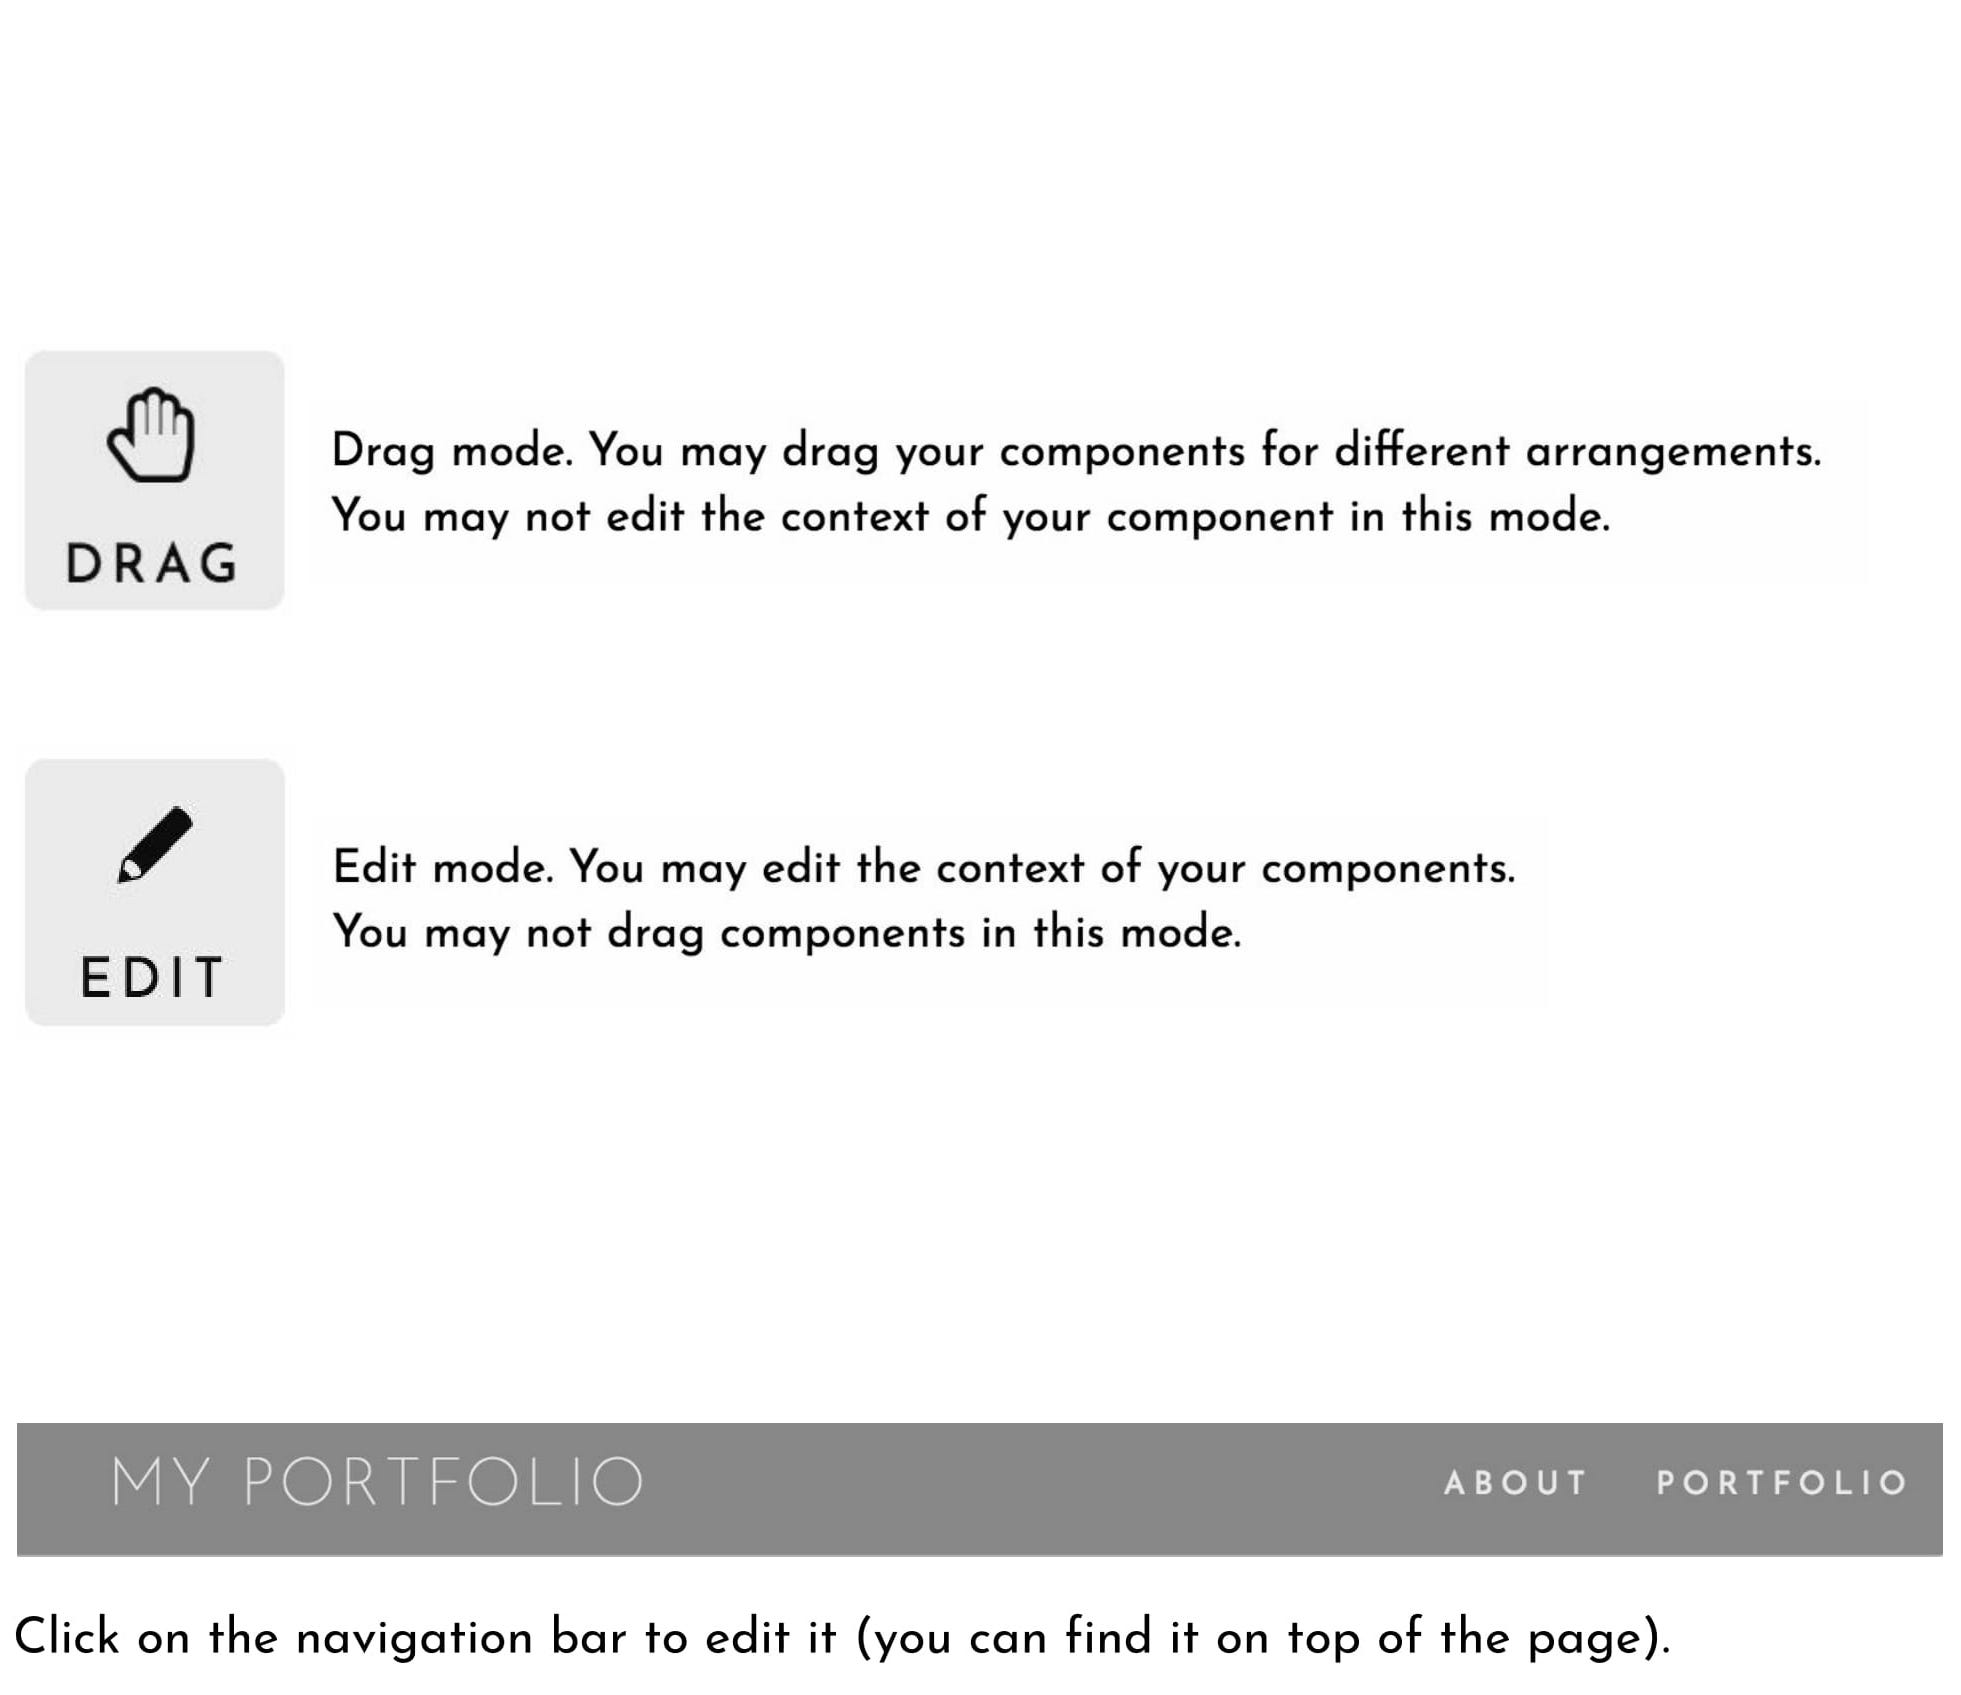 DRAG
Drag mode. You may drag your components for different arrangements.
You may not edit the context of your component in this mode.
EDIT
Edit mode. You may edit the context of your components.
You may not drag components in this mode.
MY PORTFOLIO ABOUT PORTFOLIO
Click on the navigation bar to edit it (you can find it on top of the page).